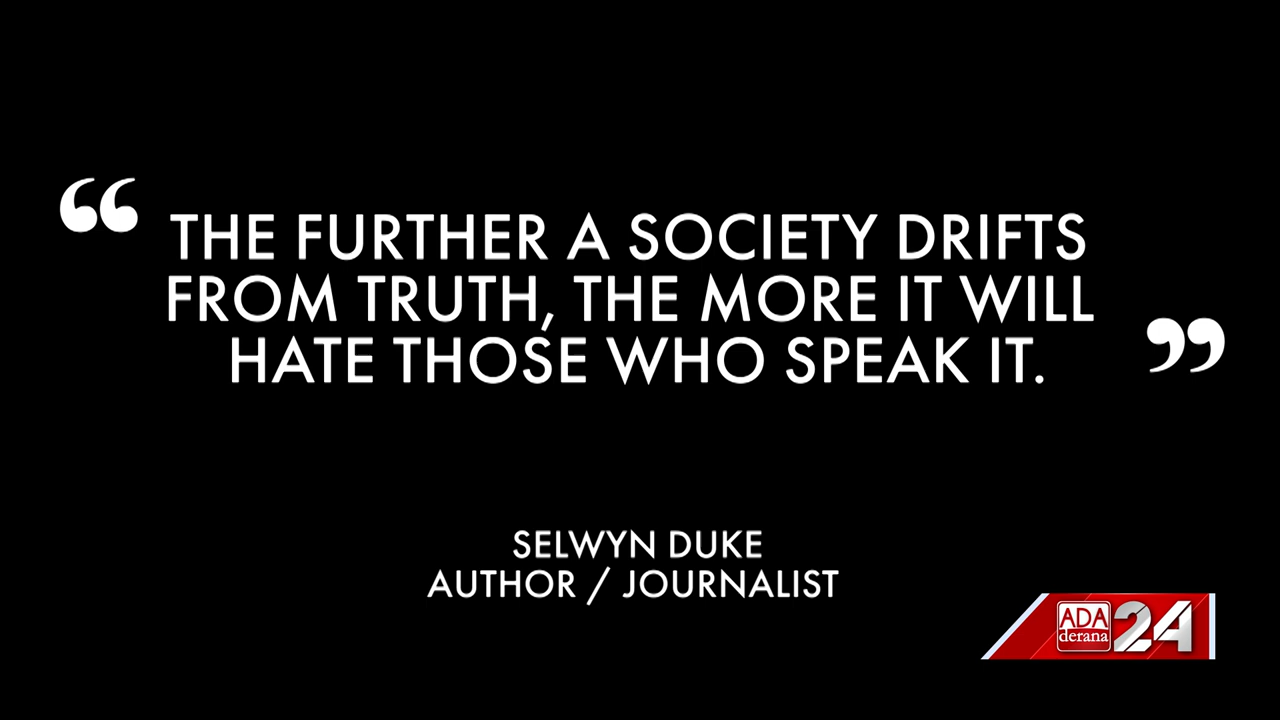 “
THE FURTHER A SOCIETY DRIFTS
FROM TRUTH, THE MORE IT WILL
HATE THOSE WHO SPEAK IT.
”
SELWYN DUKE
AUTHOR / JOURNALIST
ADA
derana
24